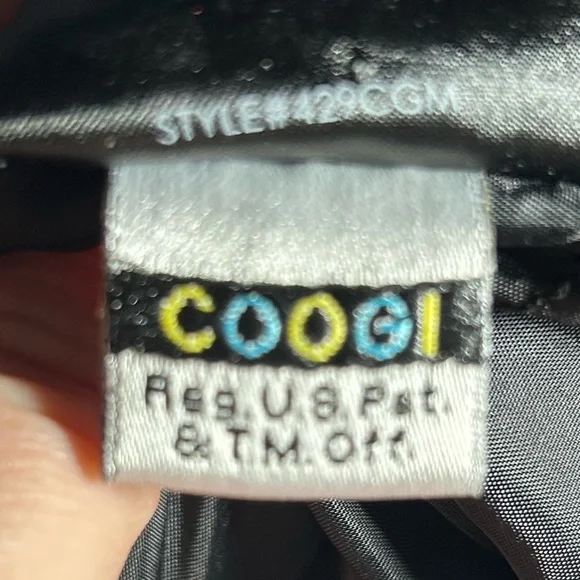 STYLE#429CGM
COOGI
Reg. U.S. Pat.
& T.M. Off.